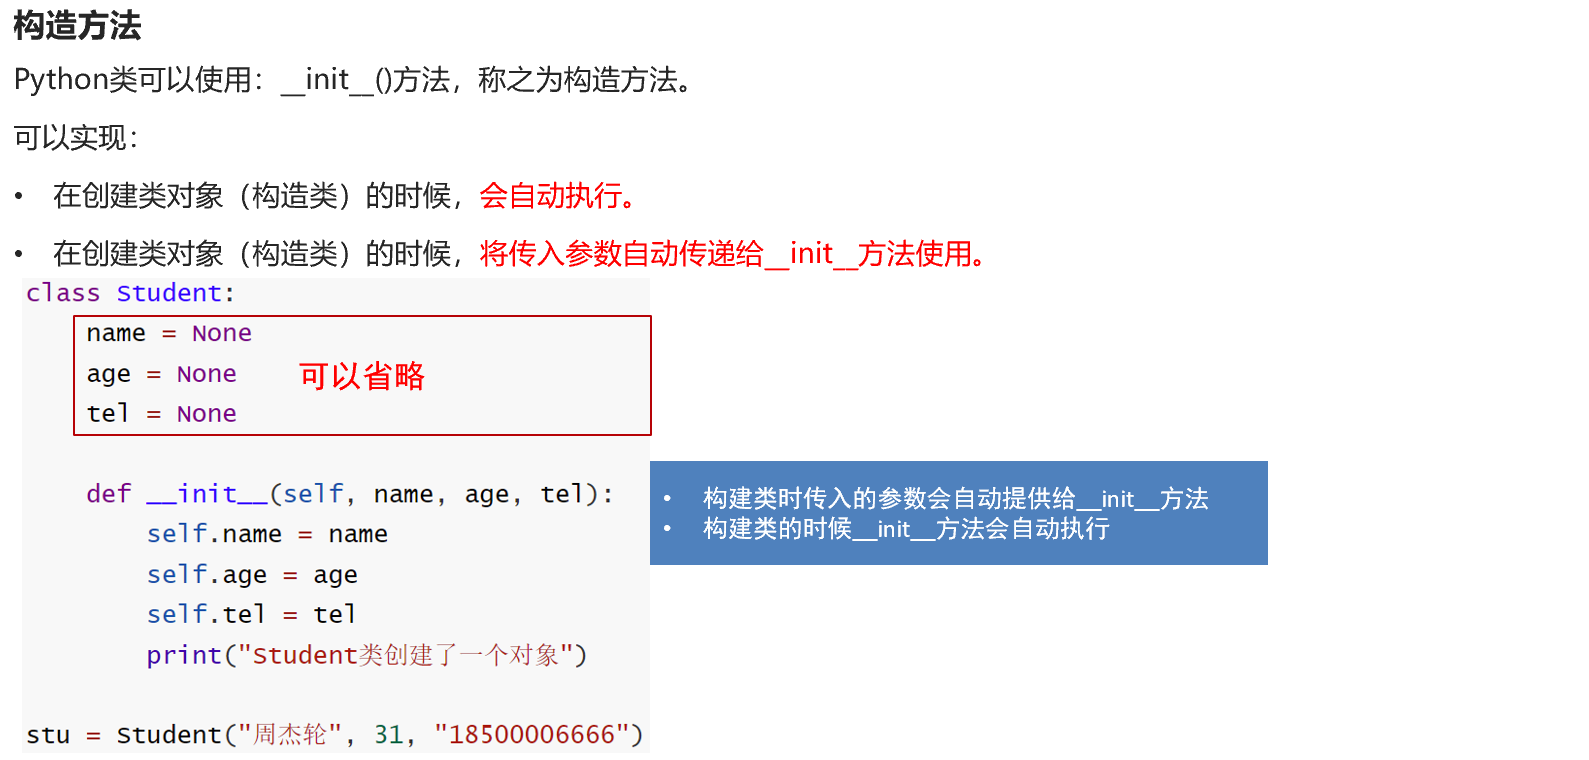 构造方法
Python类可以使用：__init__()方法，称之为构造方法。
可以实现：
• 在创建类对象（构造类）的时候，会自动执行。
• 在创建类对象（构造类）的时候，将传入参数自动传递给__init__方法使用。
class Student:
    name = None
    age = None
可以省略
    tel = None
    def __init__(self, name, age, tel):
• 构建类时传入的参数会自动提供给__init__方法
• 构建类的时候__init__方法会自动执行
        self.name = name
        self.age = age
        self.tel = tel
        print("Student类创建了一个对象")
stu = Student("周杰轮", 31, "18500006666")